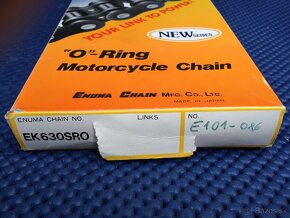 YOUR LINK TO POWER!
NEW SERIES
"O"-Ring
Motorcycle Chain
ENUMA CHAIN MFG. CO., LTD.
MADE IN JAPAN
ENUMA CHAIN NO. LINKS NO.
EK630SRO E101-086